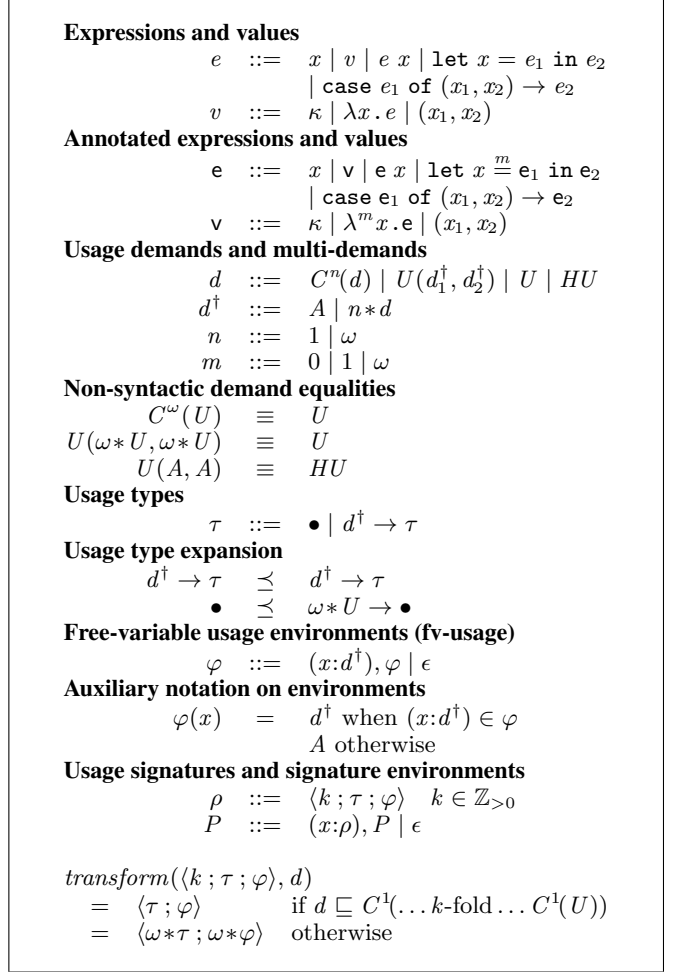 Expressions and values
e ::= x | v | e x | let x = e₁ in e₂
| case e₁ of (x₁, x₂) → e₂
v ::= κ | λx . e | (x₁, x₂)
Annotated expressions and values
e ::= x | v | e x | let x =ᵐ e₁ in e₂
| case e₁ of (x₁, x₂) → e₂
v ::= κ | λᵐx . e | (x₁, x₂)
Usage demands and multi-demands
d ::= Cⁿ(d) | U(d₁†, d₂†) | U | HU
d† ::= A | n∗d
n ::= 1 | ω
m ::= 0 | 1 | ω
Non-syntactic demand equalities
C^ω(U) ≡ U
U(ω∗U, ω∗U) ≡ U
U(A, A) ≡ HU
Usage types
τ ::= • | d† → τ
Usage type expansion
d† → τ ⪯ d† → τ
• ⪯ ω∗U → •
Free-variable usage environments (fv-usage)
φ ::= (x:d†), φ | ϵ
Auxiliary notation on environments
φ(x) = d† when (x:d†) ∈ φ
A otherwise
Usage signatures and signature environments
ρ ::= ⟨k ; τ ; φ⟩ k ∈ ℤ>0
P ::= (x:ρ), P | ϵ
transform(⟨k ; τ ; φ⟩, d)
= ⟨τ ; φ⟩ if d ⊑ C¹(. . . k-fold . . . C¹(U))
= ⟨ω∗τ ; ω∗φ⟩ otherwise